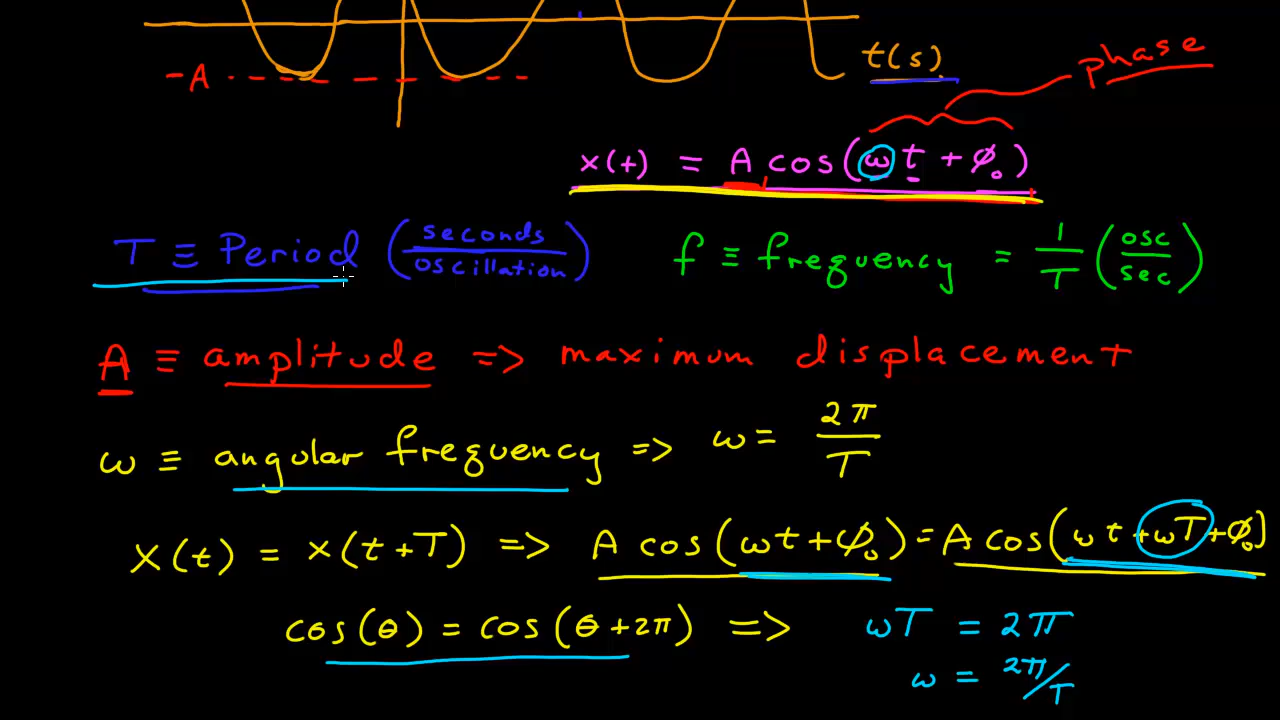 t(s)
-A
phase
x(t) = A cos(ωt + φ₀)
T ≡ Period (seconds/oscillation)
f ≡ frequency = 1/T (osc/sec)
A ≡ amplitude => maximum displacement
ω ≡ angular frequency => ω = 2π/T
x(t) = x(t+T) => A cos(ωt+φ₀) = A cos(ωt+ωT+φ₀)
cos(θ) = cos(θ+2π) => ωT = 2π
ω = 2π/T